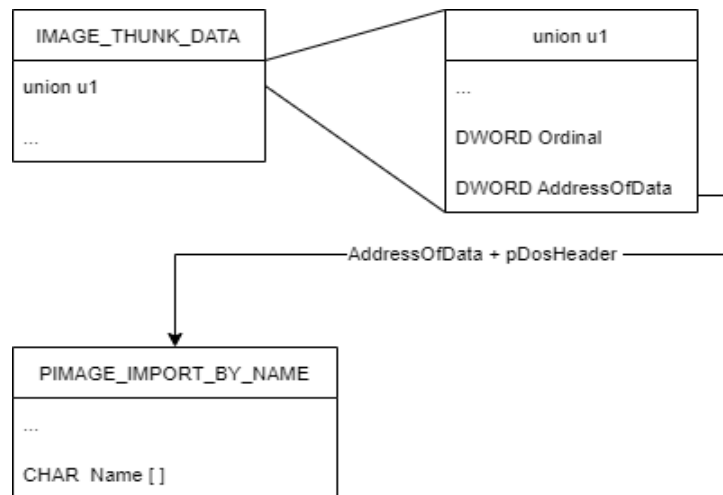 IMAGE_THUNK_DATA
union u1
...
union u1
...
DWORD Ordinal
DWORD AddressOfData
AddressOfData + pDosHeader
PIMAGE_IMPORT_BY_NAME
...
CHAR Name [ ]